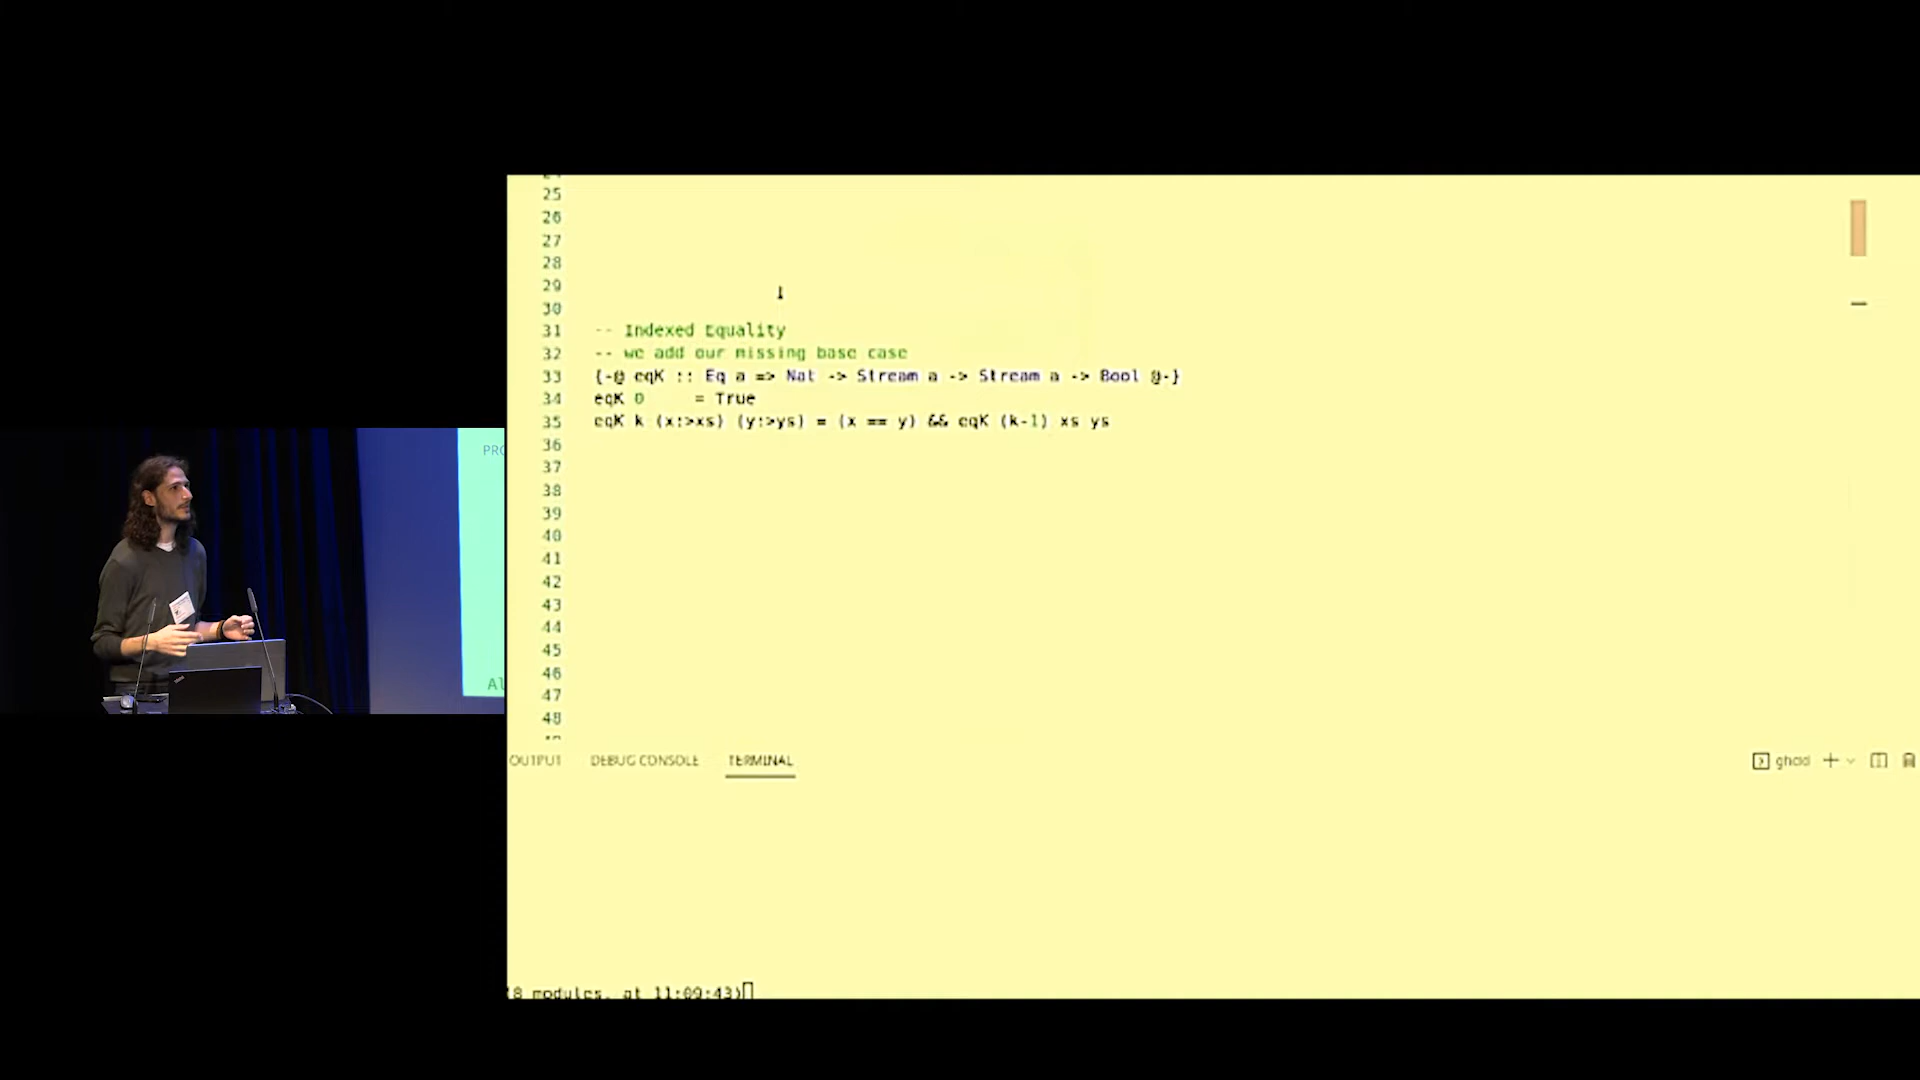 25
26
27
28
29
30
31 -- Indexed Equality
32 -- we add our missing base case
33 {-@ eqK :: Eq a => Nat -> Stream a -> Stream a -> Bool @-}
34 eqK 0     = True
35 eqK k (x:>xs) (y:>ys) = (x == y) && eqK (k-1) xs ys
36
37
38
39
40
41
42
43
44
45
46
47
48
PRO
Al
OUTPUT DEBUG CONSOLE TERMINAL
ghcid
(8 modules, at 11:09:43)